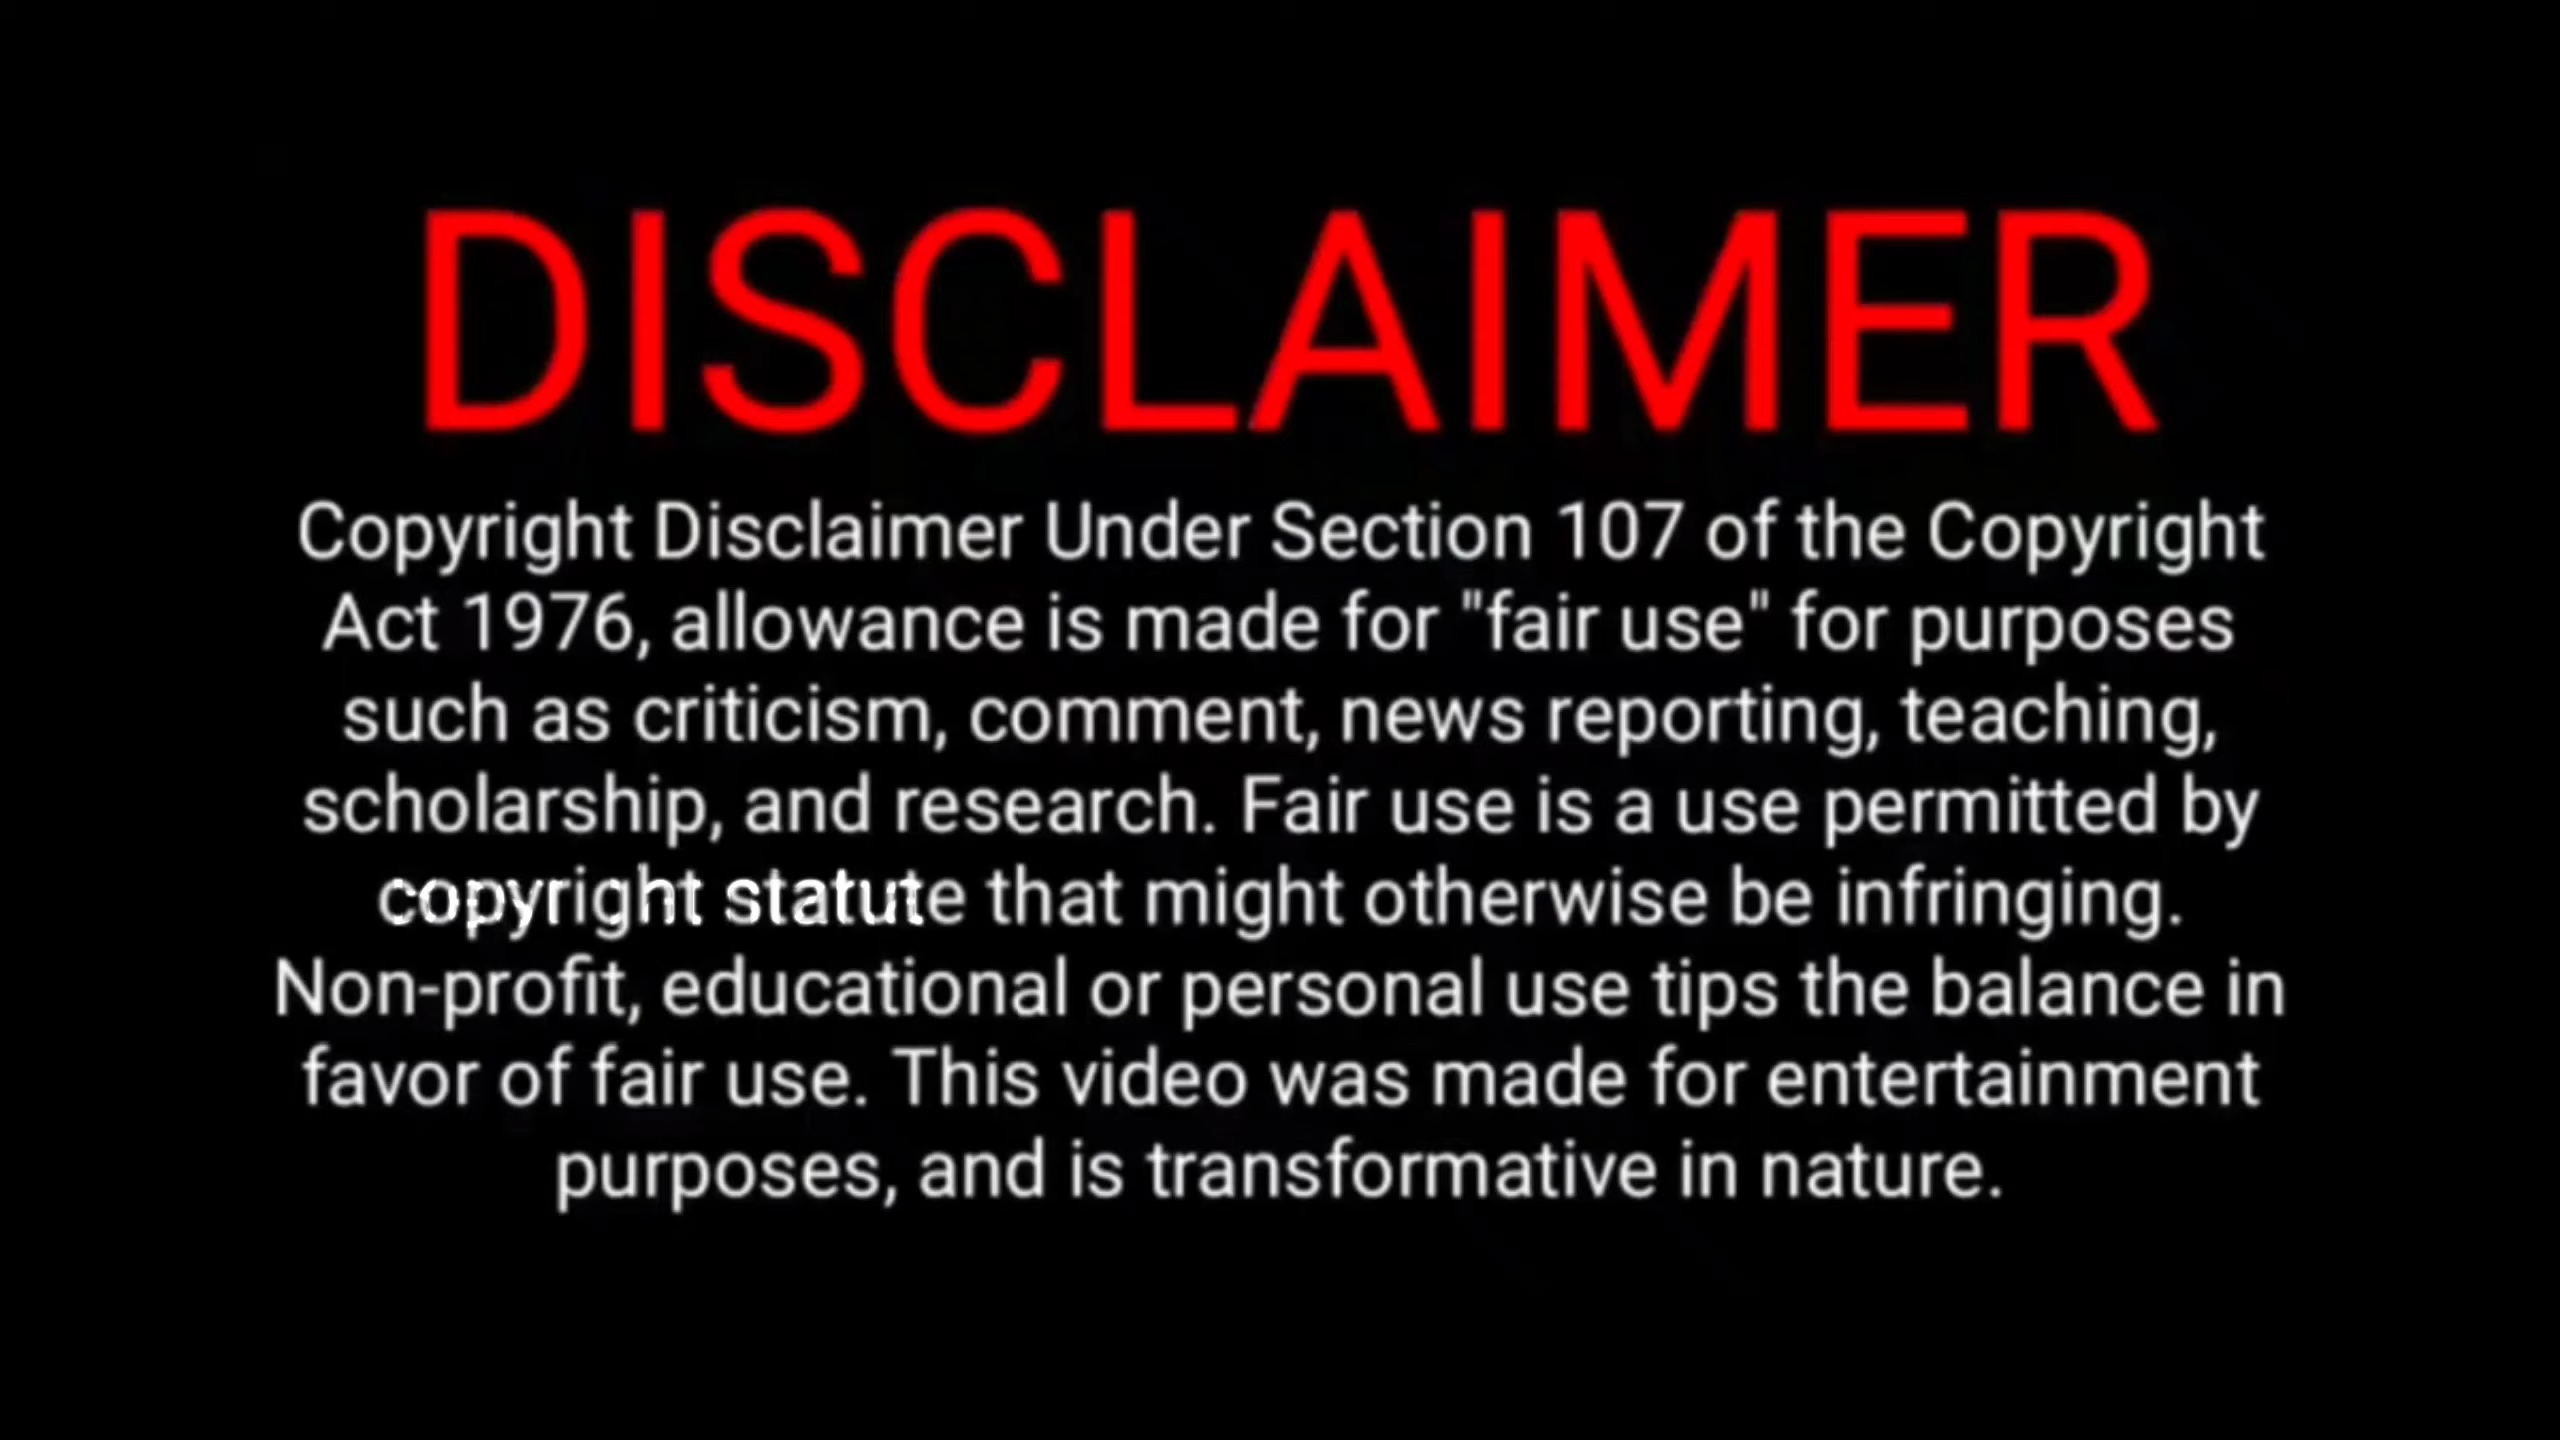 DISCLAIMER
Copyright Disclaimer Under Section 107 of the Copyright
Act 1976, allowance is made for "fair use" for purposes
such as criticism, comment, news reporting, teaching,
scholarship, and research. Fair use is a use permitted by
copyright statute that might otherwise be infringing.
Non-profit, educational or personal use tips the balance in
favor of fair use. This video was made for entertainment
purposes, and is transformative in nature.